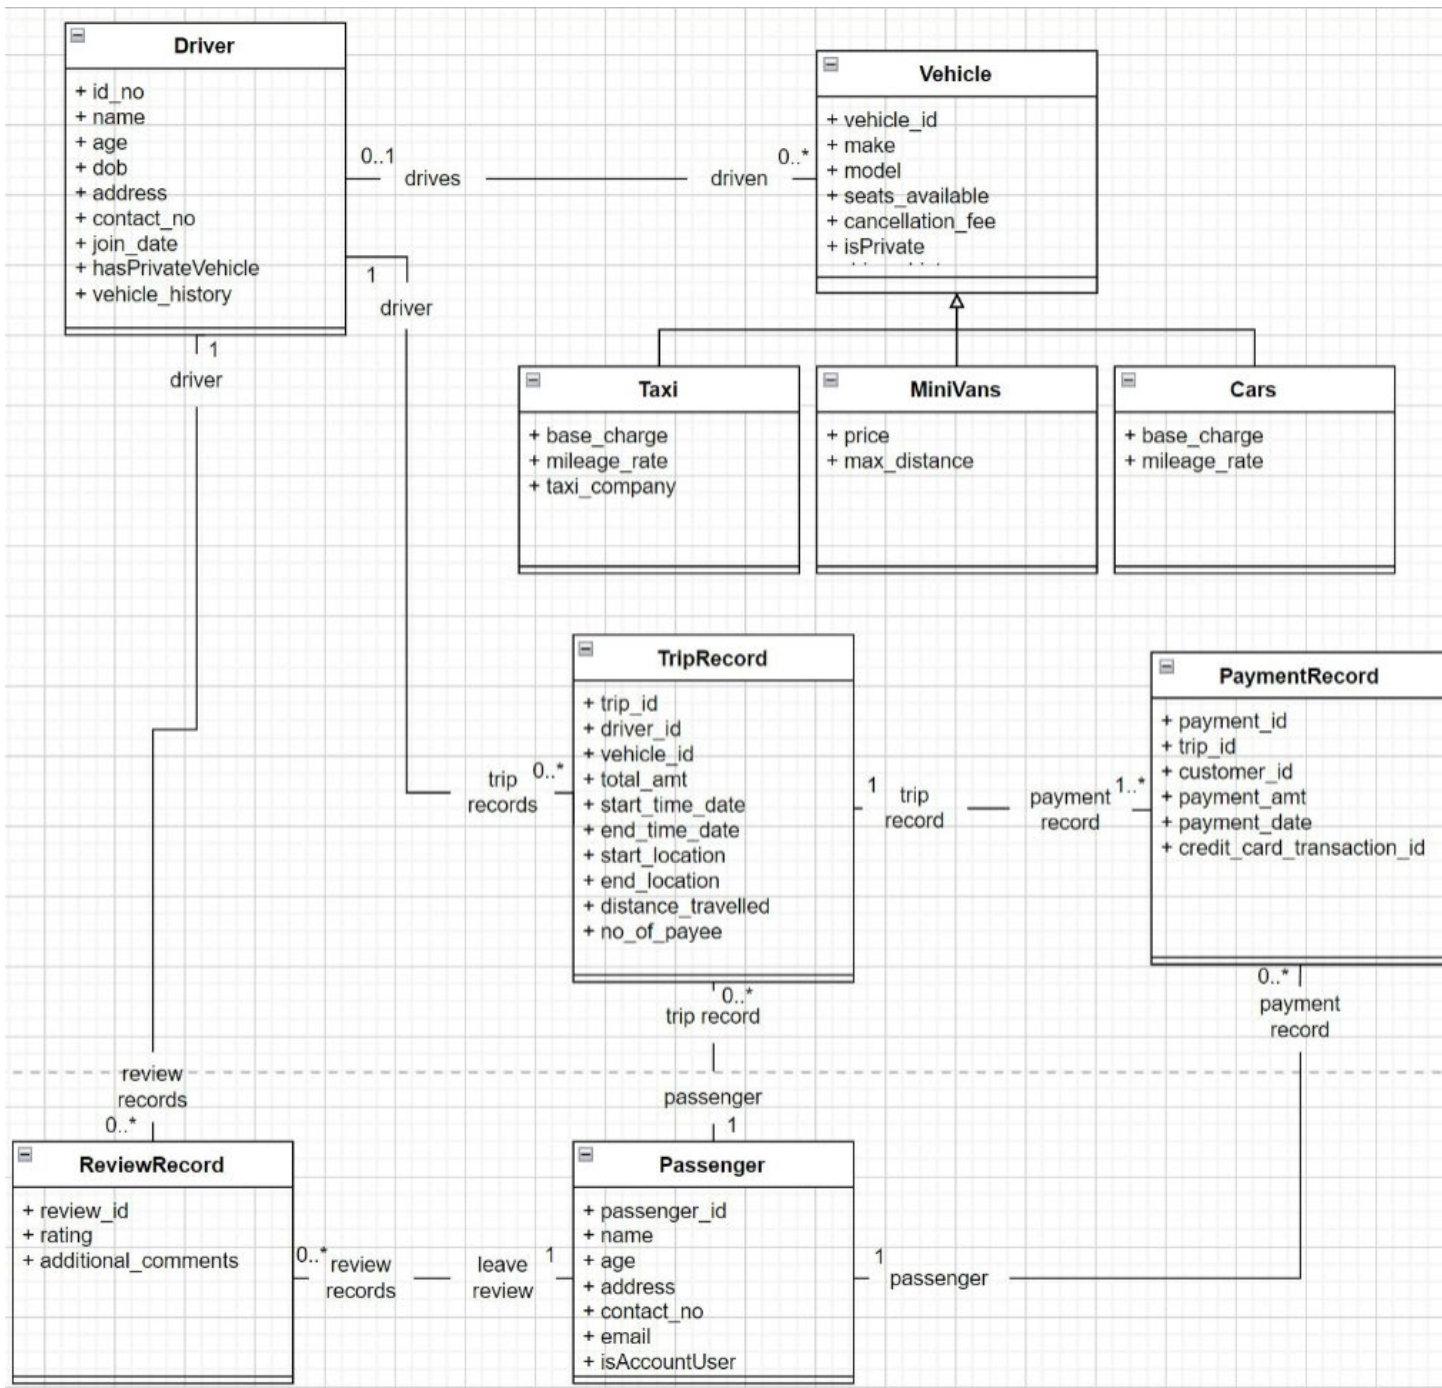 Driver
+ id_no
+ name
+ age
+ dob
+ address
+ contact_no
+ join_date
+ hasPrivateVehicle
+ vehicle_history
Vehicle
+ vehicle_id
+ make
+ model
+ seats_available
+ cancellation_fee
+ isPrivate
0..1
drives
driven
0..*
1
driver
1
driver
Taxi
+ base_charge
+ mileage_rate
+ taxi_company
MiniVans
+ price
+ max_distance
Cars
+ base_charge
+ mileage_rate
TripRecord
+ trip_id
+ driver_id
+ vehicle_id
+ total_amt
+ start_time_date
+ end_time_date
+ start_location
+ end_location
+ distance_travelled
+ no_of_payee
trip
records
0..*
1
trip
record
payment
record
1..*
PaymentRecord
+ payment_id
+ trip_id
+ customer_id
+ payment_amt
+ payment_date
+ credit_card_transaction_id
0..*
trip record
passenger
1
0..*
payment
record
review
records
0..*
ReviewRecord
+ review_id
+ rating
+ additional_comments
0..*
review
records
leave
review
1
Passenger
+ passenger_id
+ name
+ age
+ address
+ contact_no
+ email
+ isAccountUser
1
passenger